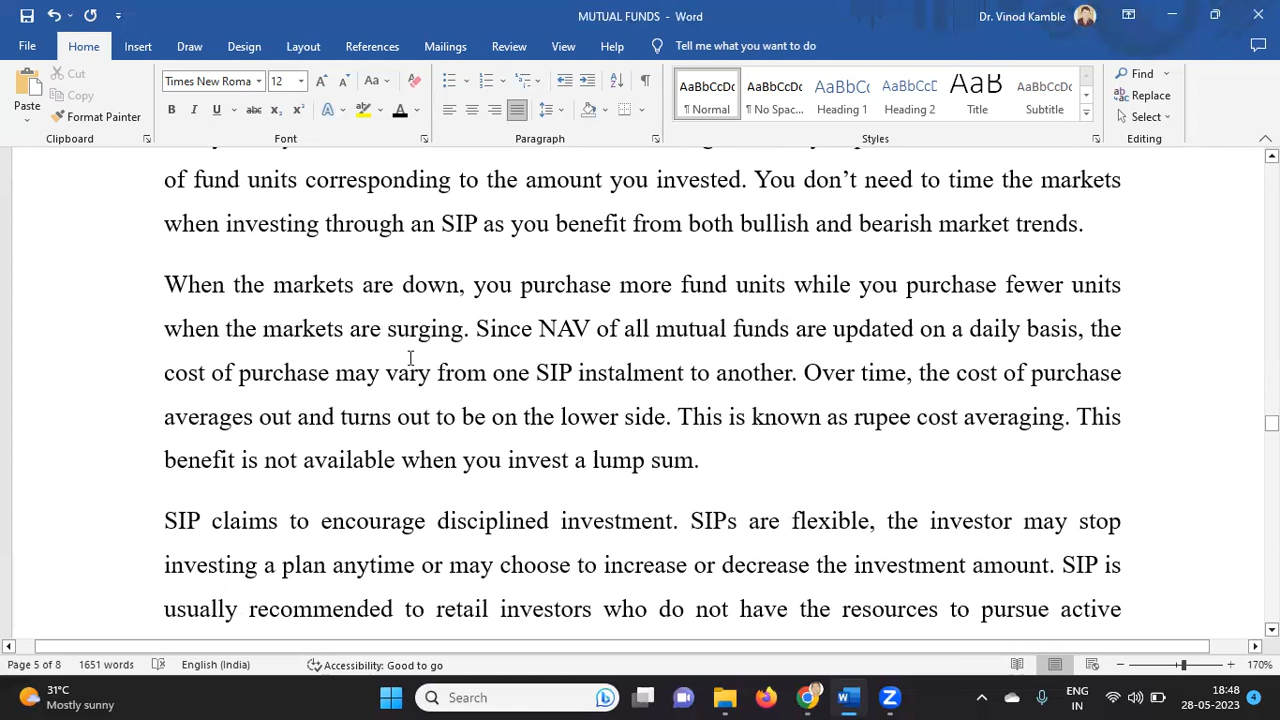 MUTUAL FUNDS - Word
Dr. Vinod Kamble
File Home Insert Draw Design Layout References Mailings Review View Help Tell me what you want to do
Paste
Cut
Copy
Format Painter
Clipboard
Times New Roma 12
Aa
B I U abc x₂ x² A A
Font
Paragraph
AaBbCcDc AaBbCcDc AaBbCc AaBbCcD AaB AaBbCcD
¶ Normal ¶ No Spac... Heading 1 Heading 2 Title Subtitle
Styles
Find
Replace
Select
Editing
of fund units corresponding to the amount you invested. You don’t need to time the markets
when investing through an SIP as you benefit from both bullish and bearish market trends.
When the markets are down, you purchase more fund units while you purchase fewer units
when the markets are surging. Since NAV of all mutual funds are updated on a daily basis, the
cost of purchase may vary from one SIP instalment to another. Over time, the cost of purchase
averages out and turns out to be on the lower side. This is known as rupee cost averaging. This
benefit is not available when you invest a lump sum.
SIP claims to encourage disciplined investment. SIPs are flexible, the investor may stop
investing a plan anytime or may choose to increase or decrease the investment amount. SIP is
usually recommended to retail investors who do not have the resources to pursue active
Page 5 of 8 1651 words English (India) Accessibility: Good to go 170%
31°C
Mostly sunny
Search
ENG
IN
18:48
28-05-2023
4